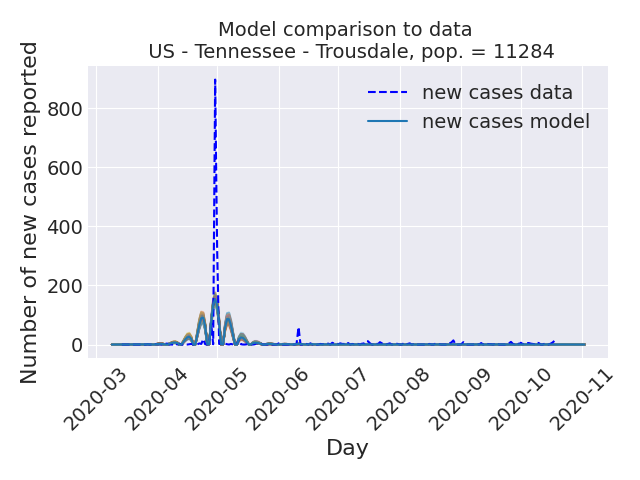 Model comparison to data
US - Tennessee - Trousdale, pop. = 11284
Number of new cases reported
800
600
400
200
0
new cases data
new cases model
2020-03
2020-04
2020-05
2020-06
2020-07
2020-08
2020-09
2020-10
2020-11
Day